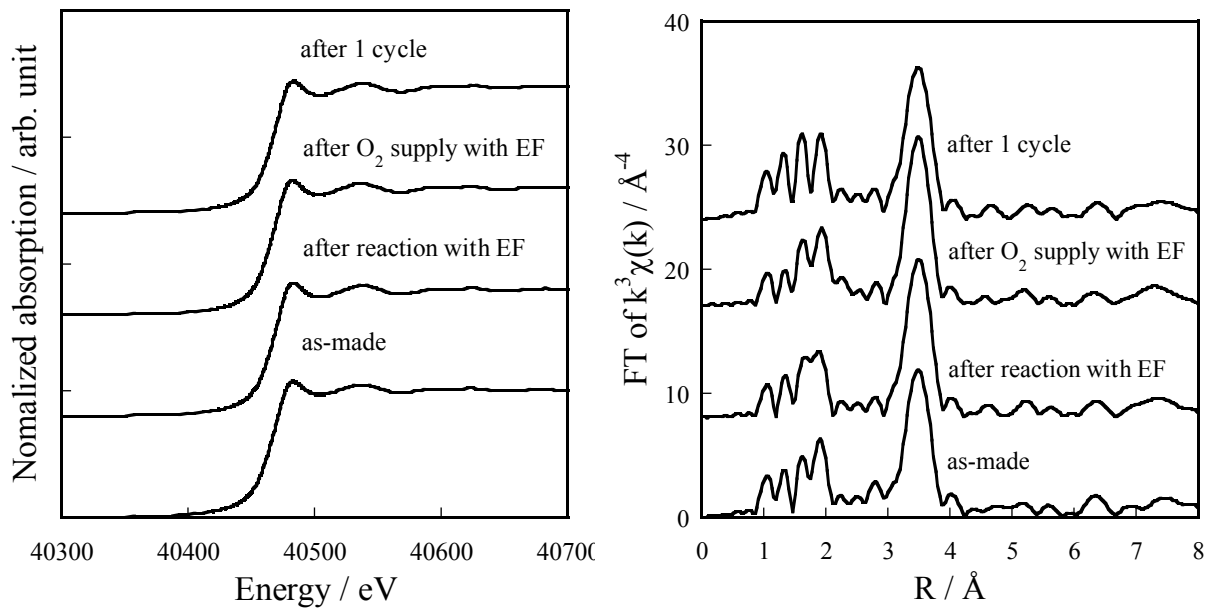 Nomalized absorption / arb. unit
after 1 cycle
after O₂ supply with EF
after reaction with EF
as-made
40300 40400 40500 40600 40700
Energy / eV
FT of k³χ(k) / Å⁻⁴
40
30
20
10
0
after 1 cycle
after O₂ supply with EF
after reaction with EF
as-made
0 1 2 3 4 5 6 7 8
R / Å